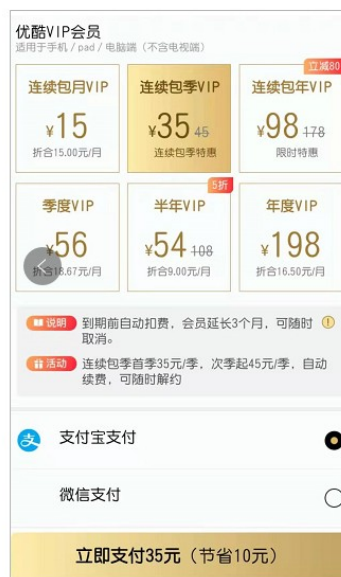 优酷VIP会员
适用于手机 / pad / 电脑端（不含电视端）
立减80
连续包月VIP
连续包季VIP
连续包年VIP
¥15
¥35 45
¥98 178
折合15.00元/月
连续包季特惠
限时特惠
5折
季度VIP
半年VIP
年度VIP
¥56
¥54 108
¥198
折合18.67元/月
折合9.00元/月
折合16.50元/月
说明 到期前自动扣费，会员延长3个月，可随时
取消。
活动 连续包季首季35元/季，次季起45元/季，自动
续费，可随时解约
支付宝支付
微信支付
立即支付35元（节省10元）